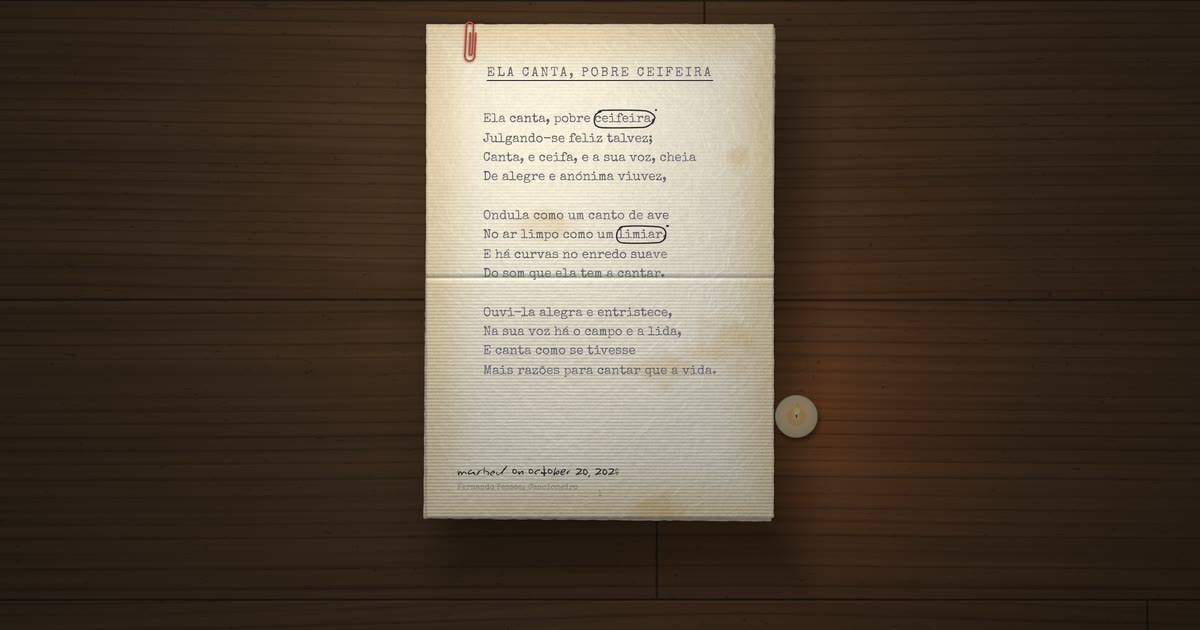 ELA CANTA, POBRE CEIFEIRA
Ela canta, pobre ceifeira,
Julgando-se feliz talvez;
Canta, e ceifa, e a sua voz, cheia
De alegre e anónima viuvez,
Ondula como um canto de ave
No ar limpo como um limiar,
E há curvas no enredo suave
Do som que ela tem a cantar.
Ouvi-la alegra e entristece,
Na sua voz há o campo e a lida,
E canta como se tivesse
Mais razões para cantar que a vida.
marked on october 20,
Fernando Pessoa, Cancioneiro